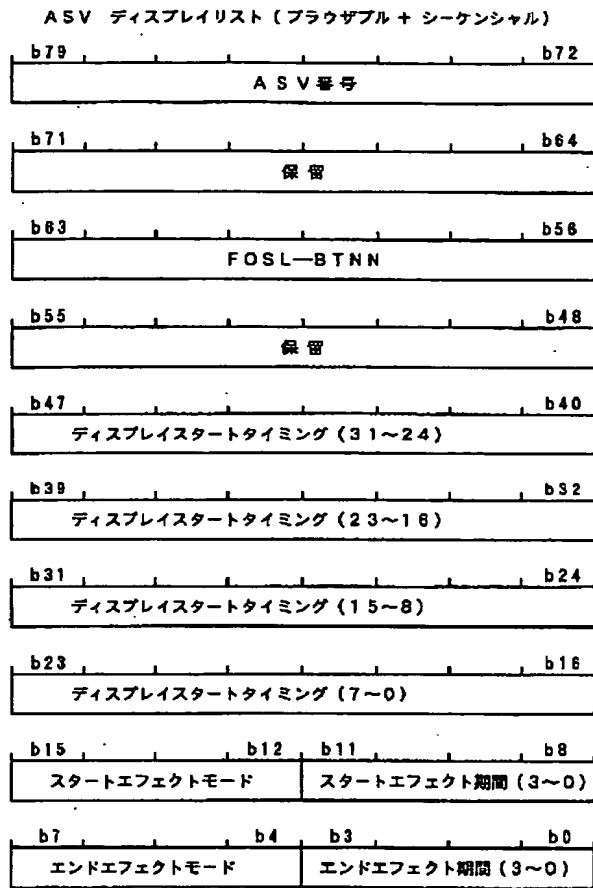 ASV ディスプレイリスト(ブラウザブル+シーケンシャル)
b79 b72
ASV番号
b71 b64
保留
b63 b56
FOSL―BTNN
b55 b48
保留
b47 b40
ディスプレイスタートタイミング(31~24)
b39 b32
ディスプレイスタートタイミング(23~16)
b31 b24
ディスプレイスタートタイミング(15~8)
b23 b16
ディスプレイスタートタイミング(7~0)
b15 b12 b11 b8
スタートエフェクトモード スタートエフェクト期間(3~0)
b7 b4 b3 b0
エンドエフェクトモード エンドエフェクト期間(3~0)